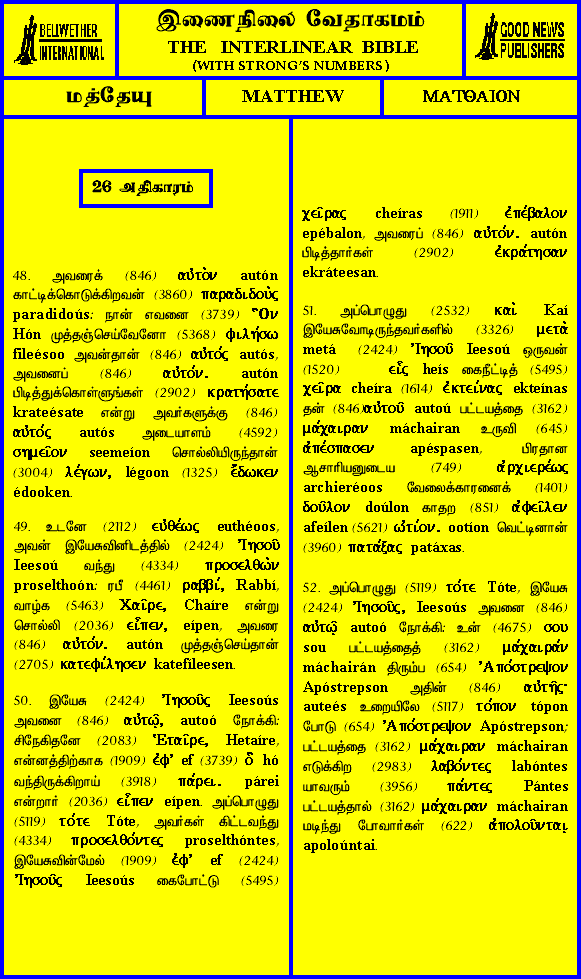 BELLWETHER
INTERNATIONAL
இணைநிலை வேதாகமம்
THE INTERLINEAR BIBLE
(WITH STRONG'S NUMBERS)
GOOD NEWS
PUBLISHERS
மத்தேயு
MATTHEW
ΜΑΤΘΑΙΟΝ
26 அதிகாரம்
48. அவரைக் (846) αὐτὸν autón
காட்டிக்கொடுக்கிறவன் (3860) παραδιδοὺς
paradidoús: நான் எவனை (3739) Ὃν
Hón முத்தஞ்செய்வேனோ (5368) φιλήσω
fileésoo அவன்தான் (846) αὐτός autós,
அவனைப் (846) αὐτόν. autón
பிடித்துக்கொள்ளுங்கள் (2902) κρατήσατε
krateésate என்று அவர்களுக்கு (846)
αὐτός autós அடையாளம் (4592)
σημεῖον seemeíon சொல்லியிருந்தான்
(3004) λέγων, légoon (1325) ἔδωκεν
édooken.
49. உடனே (2112) εὐθέως euthéoos,
அவன் இயேசுவினிடத்தில் (2424) Ἰησοῦ
Ieesoú வந்து (4334) προσελθὼν
proselthoón: ரபீ (4461) ραββί, Rabbí,
வாழ்க (5463) Χαῖρε, Chaíre என்று
சொல்லி (2036) εἶπεν, eípen, அவரை
(846) αὐτόν. autón முத்தஞ்செய்தான்
(2705) κατεφίλησεν katefíleesen.
50. இயேசு (2424) Ἰησοῦς Ieesoús
அவனை (846) αὐτῷ, autoó நோக்கி:
சிநேகிதனே (2083) Ἑταῖρε, Hetaíre,
என்னத்திற்காக (1909) ἐφ' ef (3739) ὃ hó
வந்திருக்கிறாய் (3918) πάρει. párei
என்றார் (2036) εἶπεν eípen. அப்பொழுது
(5119) τότε Tóte, அவர்கள் கிட்டவந்து
(4334) προσελθόντες proselthóntes,
இயேசுவின்மேல் (1909) ἐφ' ef (2424)
Ἰησοῦς Ieesoús கைபோட்டு (5495)
χεῖρας cheíras (1911) ἐπέβαλον
epébalon, அவரைப் (846) αὐτόν. autón
பிடித்தார்கள் (2902) ἐκράτησαν
ekráteesan.
51. அப்பொழுது (2532) καὶ Kaí
இயேசுவோடிருந்தவர்களில் (3326) μετὰ
metá (2424) Ἰησοῦ Ieesoú ஒருவன்
(1520) εἷς heís கைநீட்டித் (5495)
χεῖρα cheíra (1614) ἐκτείνας ekteínas
தன் (846)αὐτοῦ autoú பட்டயத்தை (3162)
μάχαιραν máchairan உருவி (645)
ἀπέσπασεν apéspasen, பிரதான
ஆசாரியனுடைய (749) ἀρχιερέως
archieréoos வேலைக்காரனைக் (1401)
δοῦλον doúlon காதற (851) ἀφεῖλεν
afeílen (5621) ὠτίον. ootíon வெட்டினான்
(3960) πατάξας patáxas.
52. அப்பொழுது (5119) τότε Tóte, இயேசு
(2424) Ἰησοῦς, Ieesoús அவனை (846)
αὐτῷ autoó நோக்கி: உன் (4675) σου
sou பட்டயத்தைத் (3162) μάχαιράν
máchairán திரும்ப (654) Ἀπόστρεψον
Apóstrepson அதின் (846) αὐτῆς·
auteés உறையிலே (5117) τόπον tópon
போடு (654) Ἀπόστρεψον Apóstrepson;
பட்டயத்தை (3162) μάχαιραν máchairan
எடுக்கிற (2983) λαβόντες labóntes
யாவரும் (3956) πάντες Pántes
பட்டயத்தால் (3162) μάχαιραν máchairan
மடிந்து போவார்கள் (622) ἀπολοῦνται
apoloúntai.